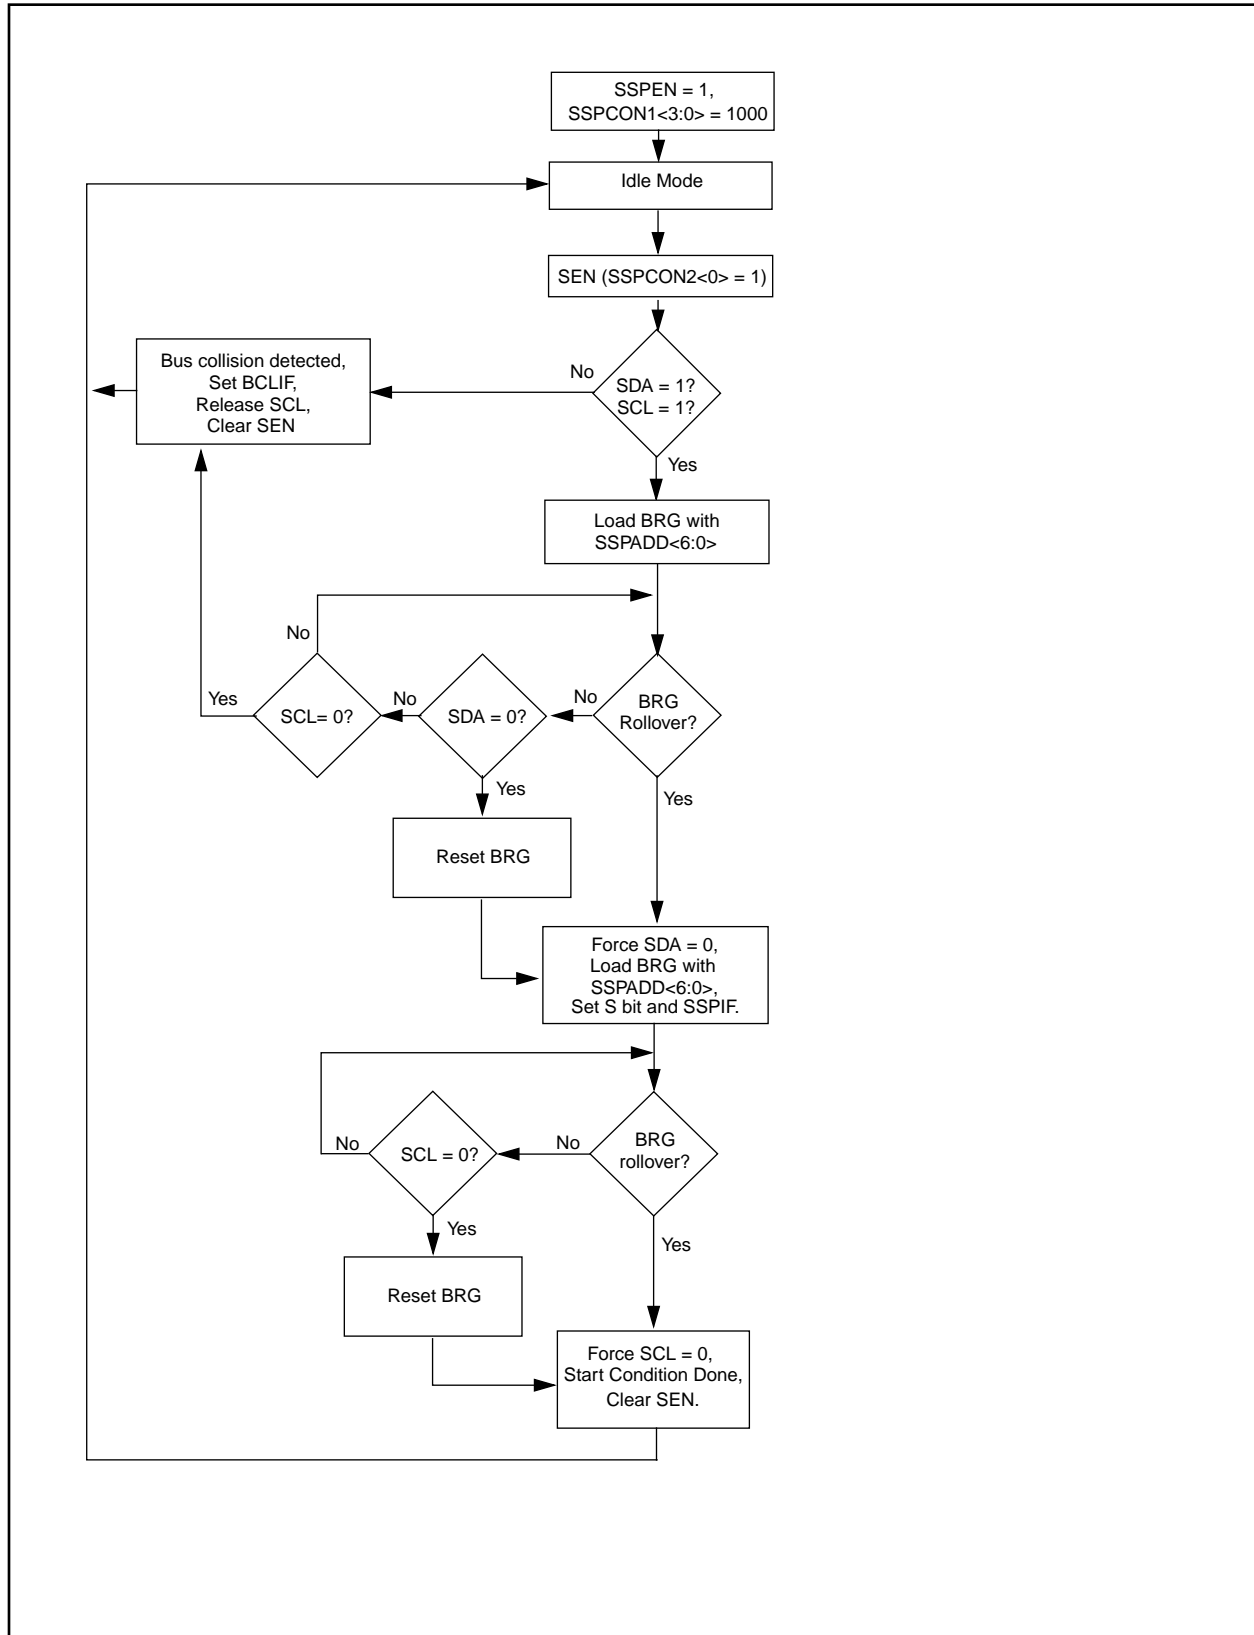 SSPEN = 1,
SSPCON1<3:0> = 1000
Idle Mode
SEN (SSPCON2<0> = 1)
Bus collision detected,
Set BCLIF,
Release SCL,
Clear SEN
No
SDA = 1?
SCL = 1?
Yes
Load BRG with
SSPADD<6:0>
No
Yes
SCL= 0?
No
SDA = 0?
No
BRG
Rollover?
Yes
Yes
Reset BRG
Force SDA = 0,
Load BRG with
SSPADD<6:0>,
Set S bit and SSPIF.
No
SCL = 0?
No
BRG
rollover?
Yes
Yes
Reset BRG
Force SCL = 0,
Start Condition Done,
Clear SEN.